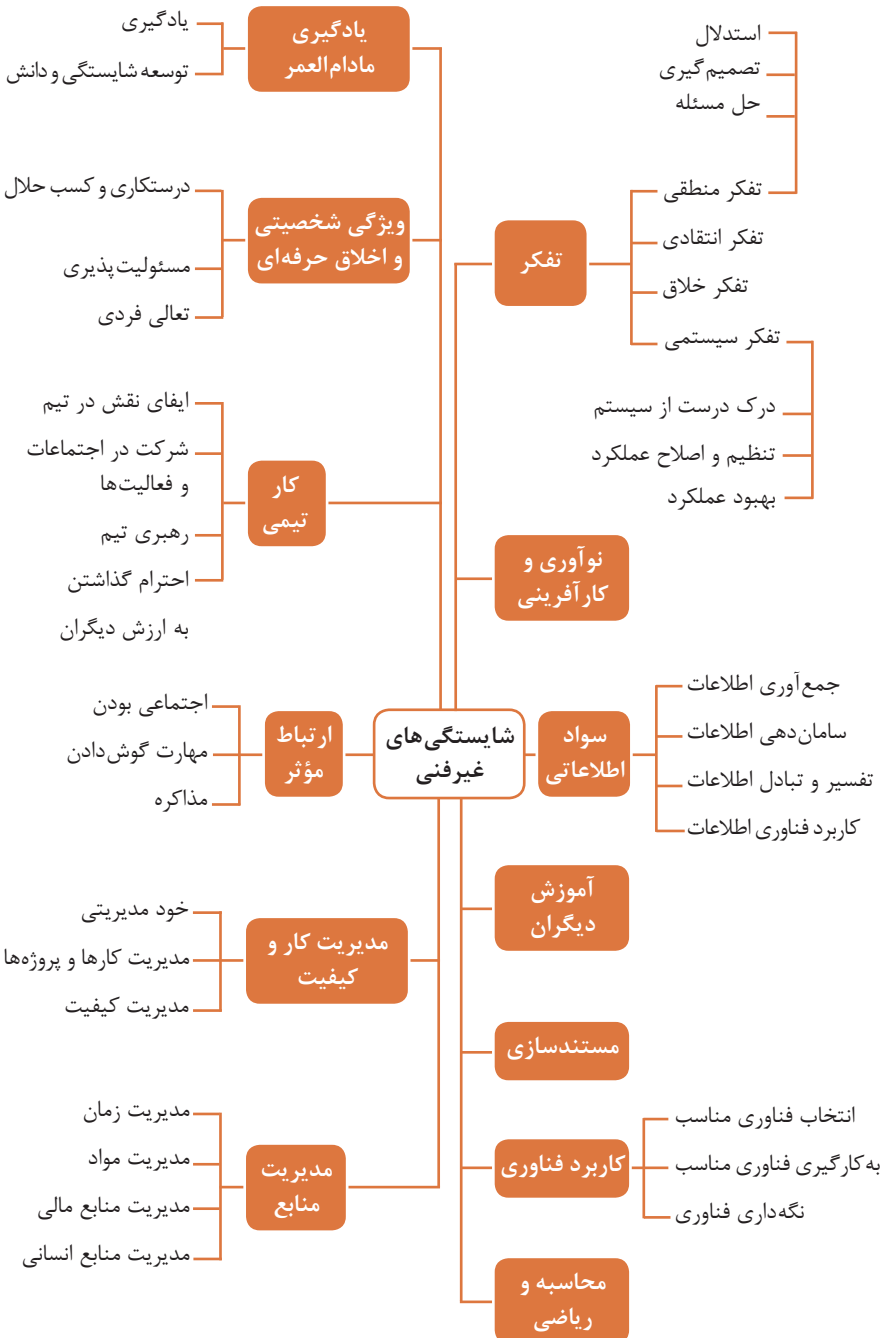 شایستگی‌های
غیرفنی
تفکر
استدلال
تصمیم‌گیری
حل مسئله
تفکر منطقی
تفکر انتقادی
تفکر خلاق
تفکر سیستمی
درک درست از سیستم
تنظیم و اصلاح عملکرد
بهبود عملکرد
نوآوری و
کارآفرینی
سواد
اطلاعاتی
جمع‌آوری اطلاعات
سامان‌دهی اطلاعات
تفسیر و تبادل اطلاعات
کاربرد فناوری اطلاعات
آموزش
دیگران
مستندسازی
کاربرد فناوری
انتخاب فناوری مناسب
به‌کارگیری فناوری مناسب
نگه‌داری فناوری
محاسبه و
ریاضی
یادگیری
مادام‌العمر
یادگیری
توسعه شایستگی و دانش
ویژگی شخصیتی
و اخلاق حرفه‌ای
درستکاری و کسب حلال
مسئولیت‌پذیری
تعالی فردی
کار
تیمی
ایفای نقش در تیم
شرکت در اجتماعات
و فعالیت‌ها
رهبری تیم
احترام گذاشتن
به ارزش دیگران
ارتباط
مؤثر
اجتماعی بودن
مهارت گوش‌دادن
مذاکره
مدیریت کار و
کیفیت
خود مدیریتی
مدیریت کارها و پروژه‌ها
مدیریت کیفیت
مدیریت
منابع
مدیریت زمان
مدیریت مواد
مدیریت منابع مالی
مدیریت منابع انسانی